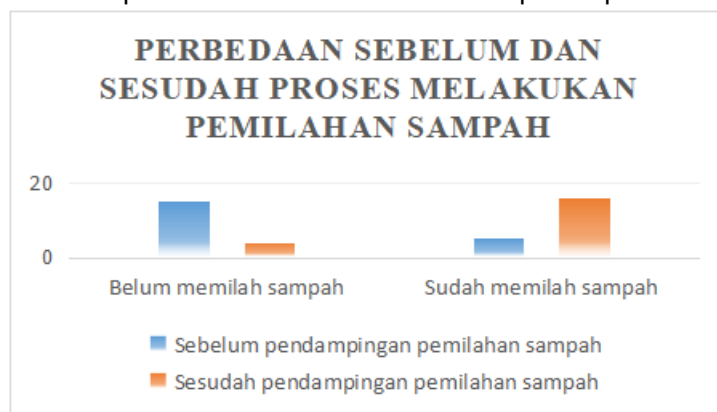 PERBEDAAN SEBELUM DAN
SESUDAH PROSES MELAKUKAN
PEMILAHAN SAMPAH
20
0
Belum memilah sampah
Sudah memilah sampah
Sebelum pendampingan pemilahan sampah
Sesudah pendampingan pemilahan sampah